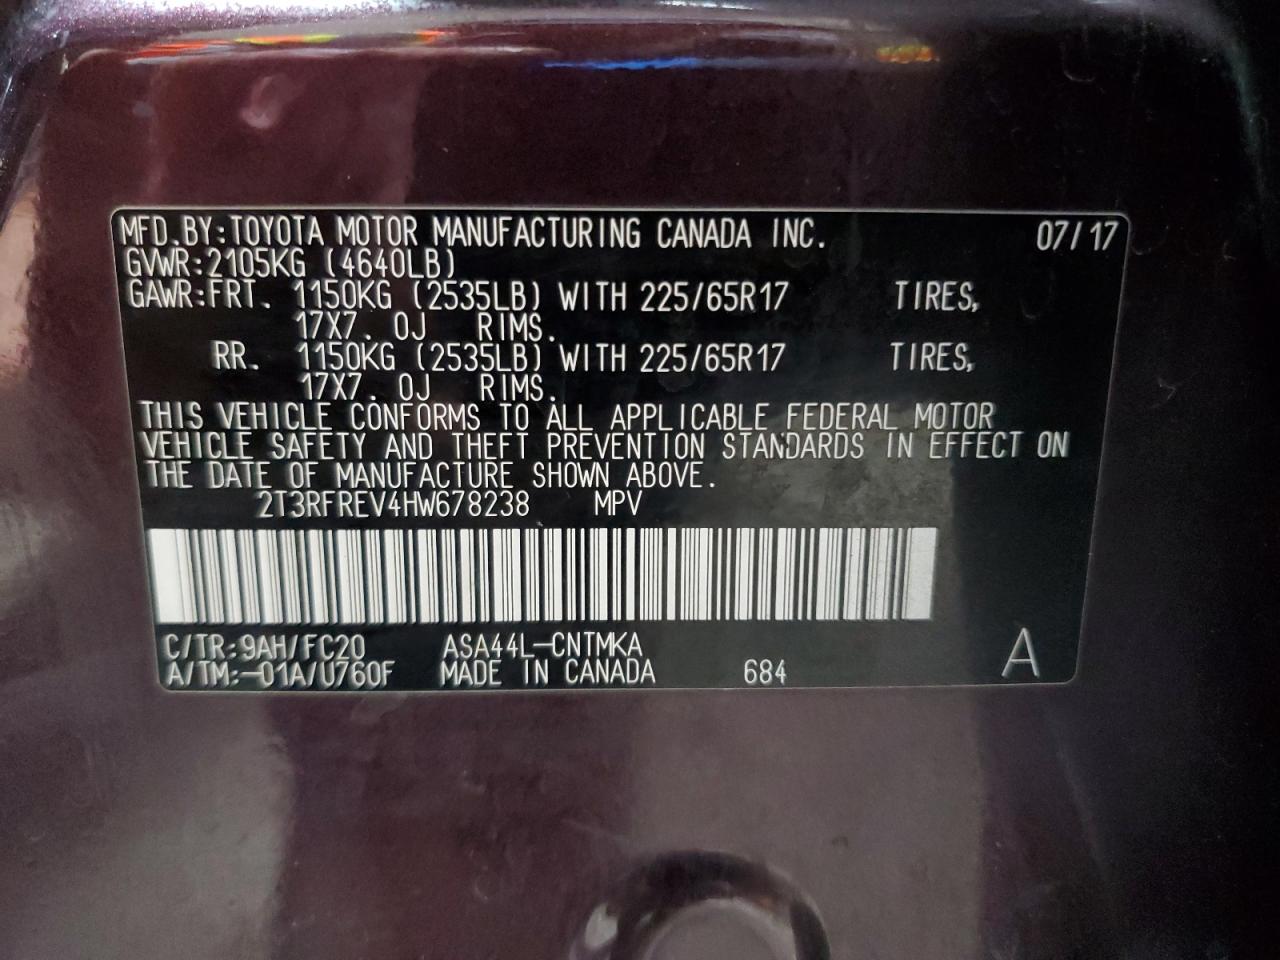 MFD.BY:TOYOTA MOTOR MANUFACTURING CANADA INC. 07/17
GVWR:2105KG (4640LB)
GAWR:FRT. 1150KG (2535LB) WITH 225/65R17 TIRES,
17X7. 0J RIMS.
RR. 1150KG (2535LB) WITH 225/65R17 TIRES,
17X7. 0J RIMS.
THIS VEHICLE CONFORMS TO ALL APPLICABLE FEDERAL MOTOR
VEHICLE SAFETY AND THEFT PREVENTION STANDARDS IN EFFECT ON
THE DATE OF MANUFACTURE SHOWN ABOVE.
2T3RFREV4HW678238 MPV
C/TR:9AH/FC20 ASA44L-CNTMKA
A/TM:-01A/U760F MADE IN CANADA 684 A